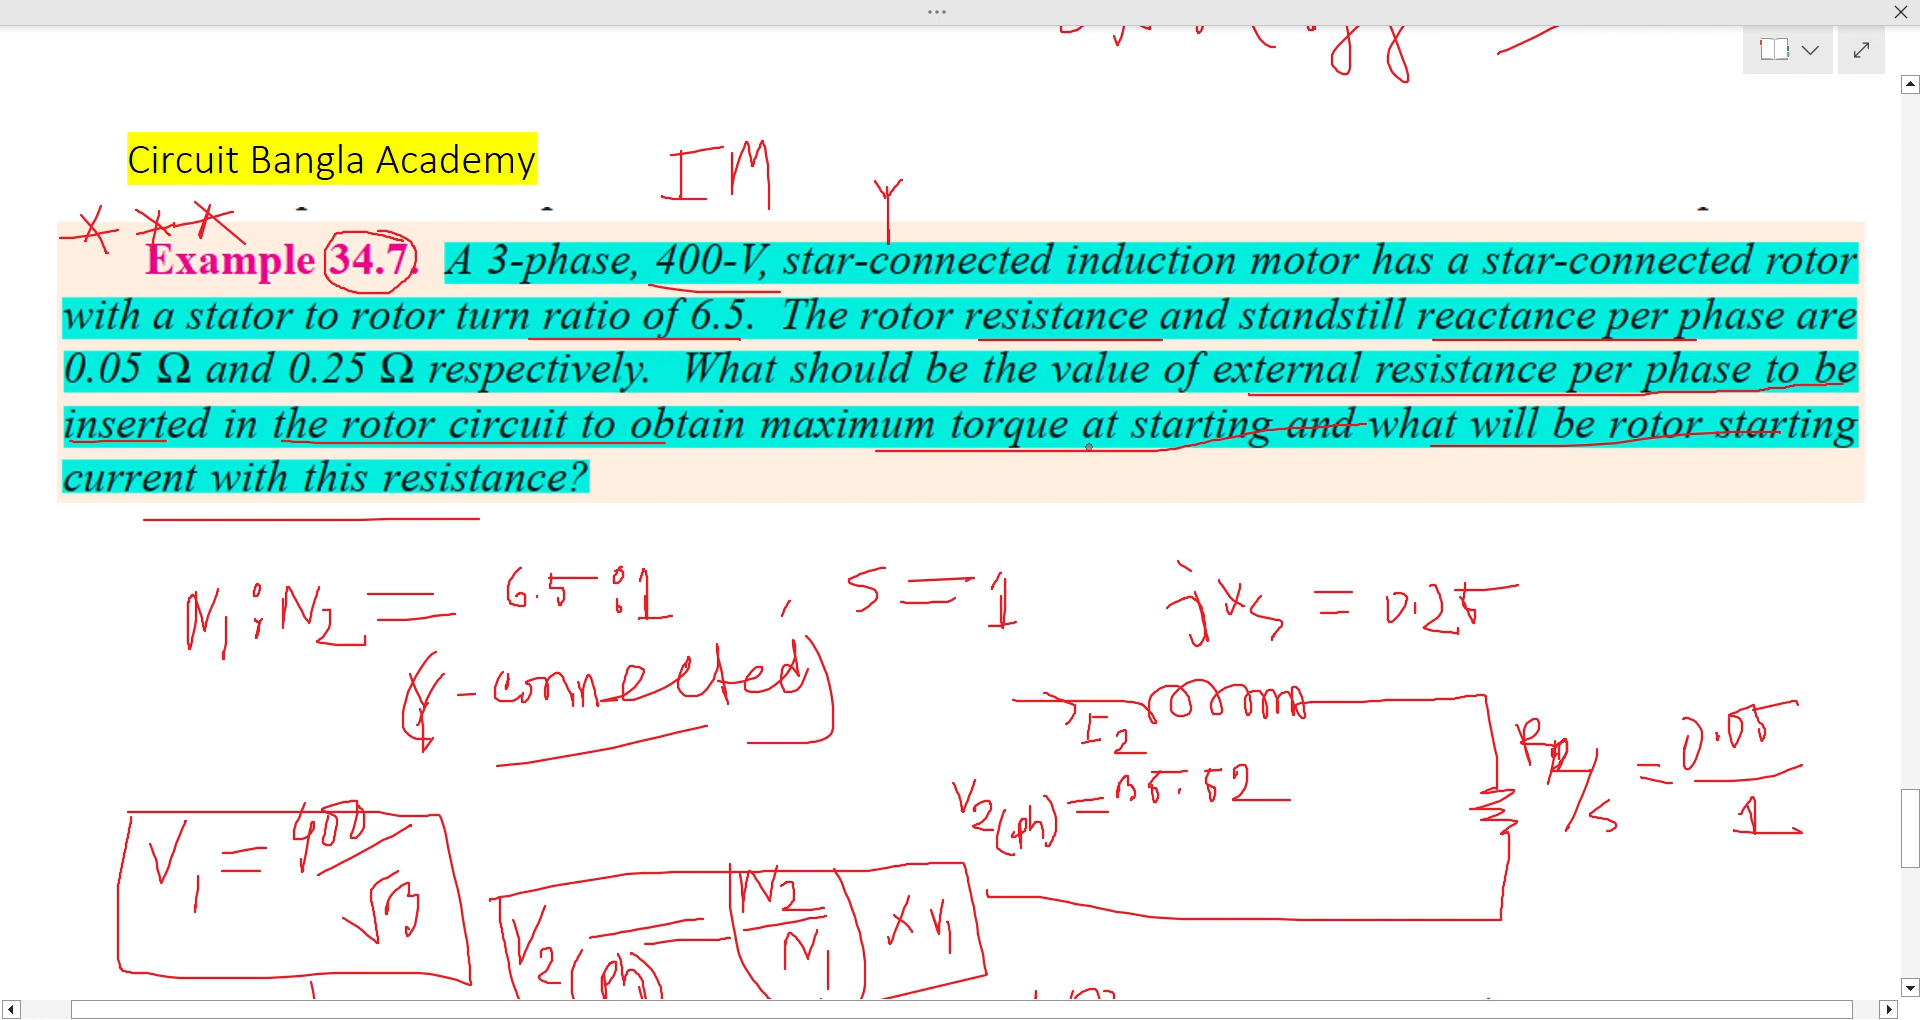 Circuit Bangla Academy
IM
Y
Example 34.7. A 3-phase, 400-V, star-connected induction motor has a star-connected rotor
with a stator to rotor turn ratio of 6.5. The rotor resistance and standstill reactance per phase are
0.05 Ω and 0.25 Ω respectively. What should be the value of external resistance per phase to be
inserted in the rotor circuit to obtain maximum torque at starting and what will be rotor starting
current with this resistance?
N1 : N2 = 6.5 : 1 , S = 1 jXs = 0.25
(Y - connected)
I2
R2/S = 0.05/1
V2(ph) = 35.52
V1 = 400/√3
V2(ph) = (N2/N1) × V1